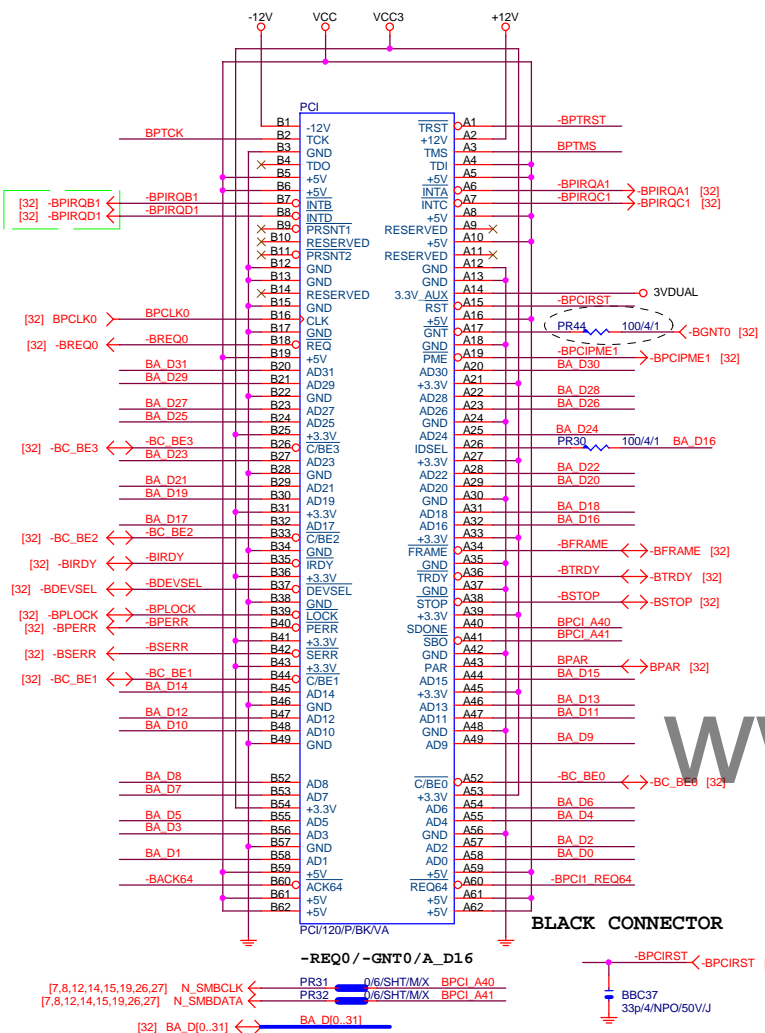 -12V VCC VCC3 +12V
PCI
B1 -12V TRST A1 -BPTRST
BPTCK B2 TCK +12V A2
B3 GND TMS A3 BPTMS
B4 TDO TDI A4
B5 +5V +5V A5
B6 +5V INTA A6 -BPIRQA1 -BPIRQA1 [32]
[32] -BPIRQB1 -BPIRQB1 B7 INTB INTC A7 -BPIRQC1 -BPIRQC1 [32]
[32] -BPIRQD1 -BPIRQD1 B8 INTD +5V A8
B9 PRSNT1 RESERVED A9
B10 RESERVED +5V A10
B11 PRSNT2 RESERVED A11
B12 GND GND A12
B13 GND GND A13
B14 RESERVED 3.3V_AUX A14 3VDUAL
B15 GND RST A15 -BPCIRST
[32] BPCLK0 BPCLK0 B16 CLK +5V A16
B17 GND GNT A17 PR44 100/4/1 -BGNT0 [32]
[32] -BREQ0 -BREQ0 B18 REQ GND A18
B19 +5V PME A19 -BPCIPME1 [32]
BA_D31 B20 AD31 AD30 A20 BA_D30
BA_D29 B21 AD29 +3.3V A21
B22 GND AD28 A22 BA_D28
BA_D27 B23 AD27 AD26 A23 BA_D26
BA_D25 B24 AD25 GND A24
B25 +3.3V AD24 A25 BA_D24
[32] -BC_BE3 -BC_BE3 B26 C/BE3 IDSEL A26 PR30 100/4/1 BA_D16
BA_D23 B27 AD23 +3.3V A27
B28 GND AD22 A28 BA_D22
BA_D21 B29 AD21 AD20 A29 BA_D20
BA_D19 B30 AD19 GND A30
B31 +3.3V AD18 A31 BA_D18
BA_D17 B32 AD17 AD16 A32 BA_D16
[32] -BC_BE2 -BC_BE2 B33 C/BE2 +3.3V A33
B34 GND FRAME A34 -BFRAME -BFRAME [32]
[32] -BIRDY -BIRDY B35 IRDY GND A35
B36 +3.3V TRDY A36 -BTRDY -BTRDY [32]
[32] -BDEVSEL -BDEVSEL B37 DEVSEL GND A37
B38 GND STOP A38 -BSTOP -BSTOP [32]
[32] -BPLOCK -BPLOCK B39 LOCK +3.3V A39
[32] -BPERR -BPERR B40 PERR SDONE A40 BPCI_A40
B41 +3.3V SBO A41 BPCI_A41
[32] -BSERR -BSERR B42 SERR GND A42
B43 +3.3V PAR A43 BPAR BPAR [32]
[32] -BC_BE1 -BC_BE1 B44 C/BE1 AD15 A44 BA_D15
BA_D14 B45 AD14 +3.3V A45
B46 GND AD13 A46 BA_D13
BA_D12 B47 AD12 AD11 A47 BA_D11
BA_D10 B48 AD10 GND A48
B49 GND AD9 A49 BA_D9
BA_D8 B52 AD8 C/BE0 A52 -BC_BE0 -BC_BE0 [32]
BA_D7 B53 AD7 +3.3V A53
B54 +3.3V AD6 A54 BA_D6
BA_D5 B55 AD5 AD4 A55 BA_D4
BA_D3 B56 AD3 GND A56
B57 GND AD2 A57 BA_D2
BA_D1 B58 AD1 AD0 A58 BA_D0
B59 +5V +5V A59
-BACK64 B60 ACK64 REQ64 A60 -BPCI1_REQ64
B61 +5V +5V A61
B62 +5V +5V A62
PCI/120/P/BK/VA
BLACK CONNECTOR
-REQ0/-GNT0/A_D16
[7,8,12,14,15,19,26,27] N_SMBCLK PR31 0/6/SHT/M/X BPCI_A40
[7,8,12,14,15,19,26,27] N_SMBDATA PR32 0/6/SHT/M/X BPCI_A41
[32] BA_D[0..31] BA_D[0..31]
-BPCIRST -BPCIRST
BBC37
33p/4/NPO/50V/J